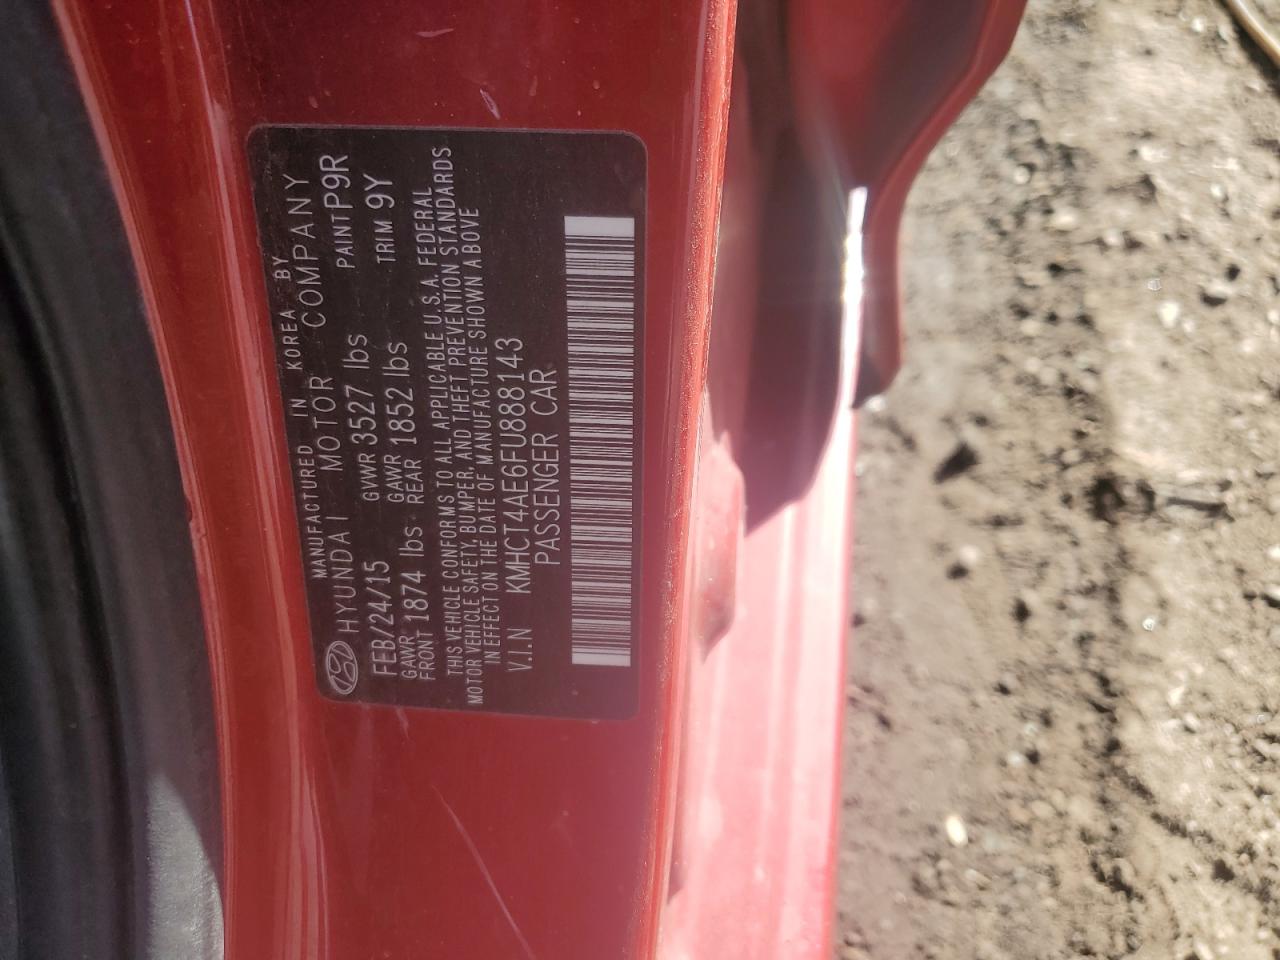 MANUFACTURED IN KOREA BY
HYUNDAI MOTOR COMPANY
FEB/24/15 GVWR 3527 lbs PAINT P9R
GAWR FRONT 1874 lbs GAWR REAR 1852 lbs TRIM 9Y
THIS VEHICLE CONFORMS TO ALL APPLICABLE U.S.A. FEDERAL
MOTOR VEHICLE SAFETY, BUMPER, AND THEFT PREVENTION STANDARDS
IN EFFECT ON THE DATE OF MANUFACTURE SHOWN ABOVE
V.I.N KMHCT4AE6FU888143
PASSENGER CAR